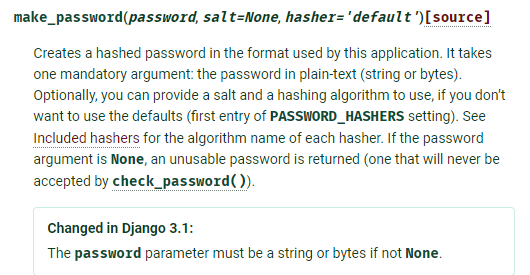 make_password(password, salt=None, hasher='default')[source]
Creates a hashed password in the format used by this application. It takes
one mandatory argument: the password in plain-text (string or bytes).
Optionally, you can provide a salt and a hashing algorithm to use, if you don't
want to use the defaults (first entry of PASSWORD_HASHERS setting). See
Included hashers for the algorithm name of each hasher. If the password
argument is None, an unusable password is returned (one that will never be
accepted by check_password()).
Changed in Django 3.1:
The password parameter must be a string or bytes if not None.